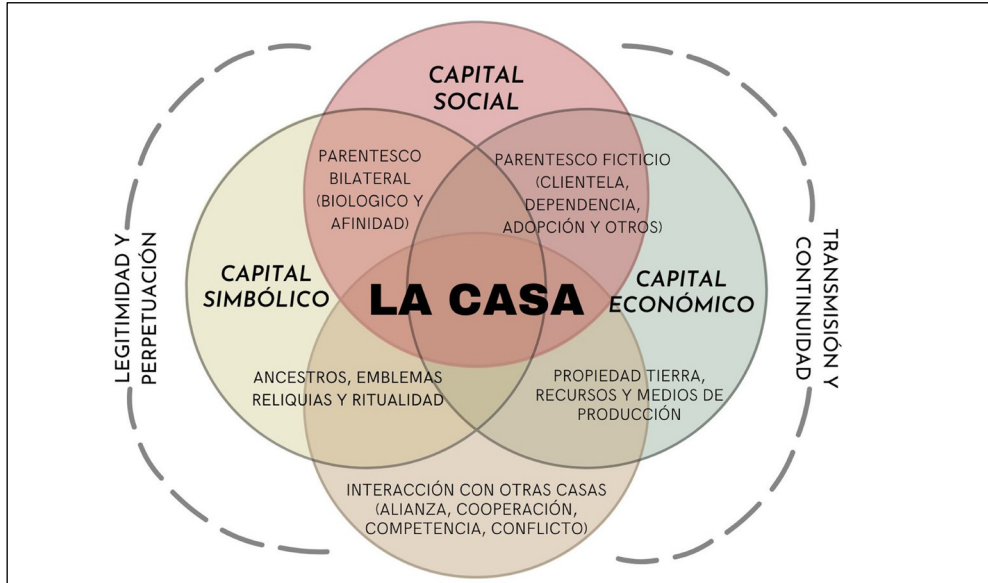 CAPITAL
SOCIAL
PARENTESCO
BILATERAL
(BIOLOGICO Y
AFINIDAD)
PARENTESCO FICTICIO
(CLIENTELA,
DEPENDENCIA,
ADOPCIÓN Y OTROS)
LEGITIMIDAD Y
PERPETUACIÓN
CAPITAL
SIMBÓLICO
LA CASA
CAPITAL
ECONÓMICO
TRANSMISIÓN Y
CONTINUIDAD
ANCESTROS, EMBLEMAS
RELIQUIAS Y RITUALIDAD
PROPIEDAD TIERRA,
RECURSOS Y MEDIOS DE
PRODUCCIÓN
INTERACCIÓN CON OTRAS CASAS
(ALIANZA, COOPERACIÓN,
COMPETENCIA, CONFLICTO)